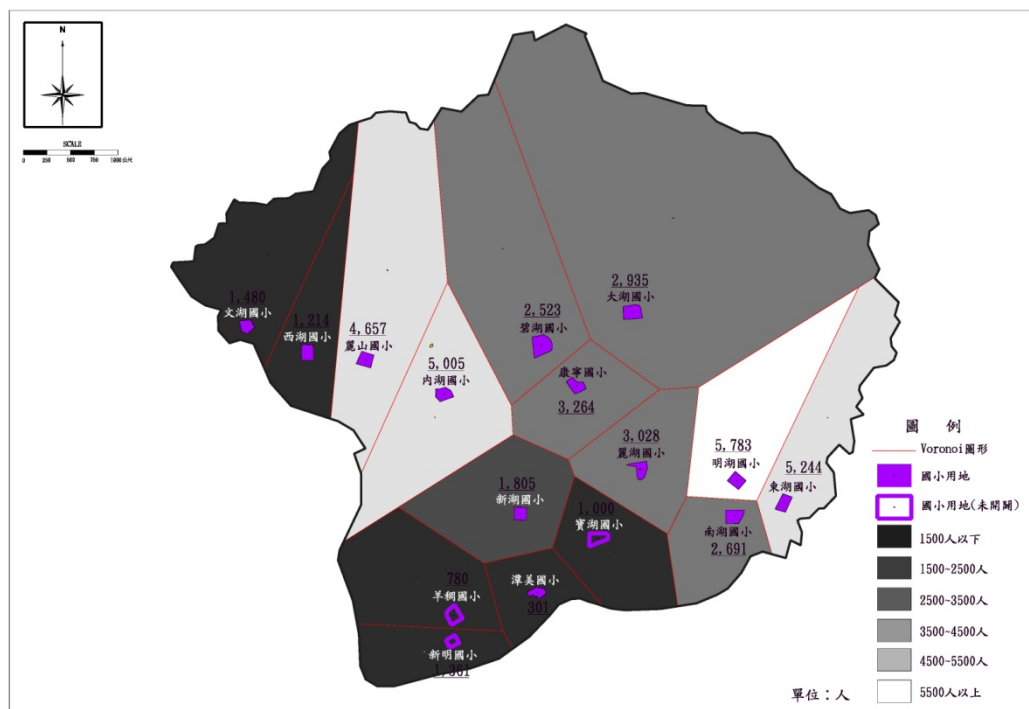 N
SCALE
0 250 500 750 1000公尺
2,935
大湖國小
1,480
文湖國小
1,214
西湖國小
4,657
麗山國小
2,523
碧湖國小
5,005
內湖國小
康寧國小
3,264
3,028
麗湖國小
5,783
明湖國小
5,244
東湖國小
1,805
新湖國小
1,000
寶湖國小
南湖國小
2,691
780
羊稠國小
潭美國小
301
新明國小
1,361
圖 例
Voronoi圖形
國小用地
國小用地(未開闢)
1500人以下
1500~2500人
2500~3500人
3500~4500人
4500~5500人
5500人以上
單位：人